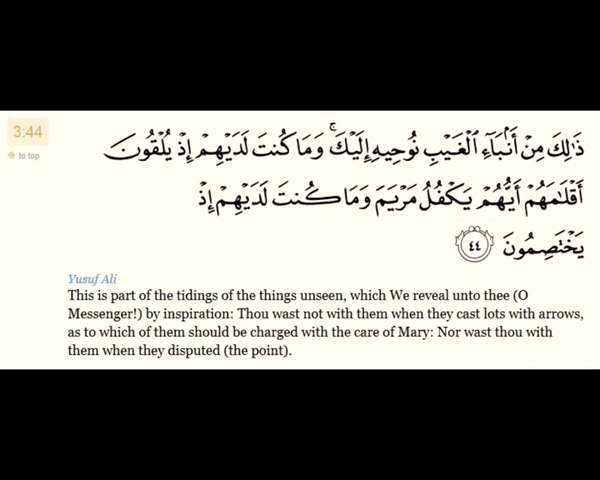 3:44
to top
ذَٰلِكَ مِنْ أَنۢبَآءِ ٱلْغَيْبِ نُوحِيهِ إِلَيْكَ ۚ وَمَا كُنتَ لَدَيْهِمْ إِذْ يُلْقُونَ
أَقْلَـٰمَهُمْ أَيُّهُمْ يَكْفُلُ مَرْيَمَ وَمَا كُنتَ لَدَيْهِمْ إِذْ
يَخْتَصِمُونَ ﴿٤٤﴾
Yusuf Ali
This is part of the tidings of the things unseen, which We reveal unto thee (O
Messenger!) by inspiration: Thou wast not with them when they cast lots with arrows,
as to which of them should be charged with the care of Mary: Nor wast thou with
them when they disputed (the point).